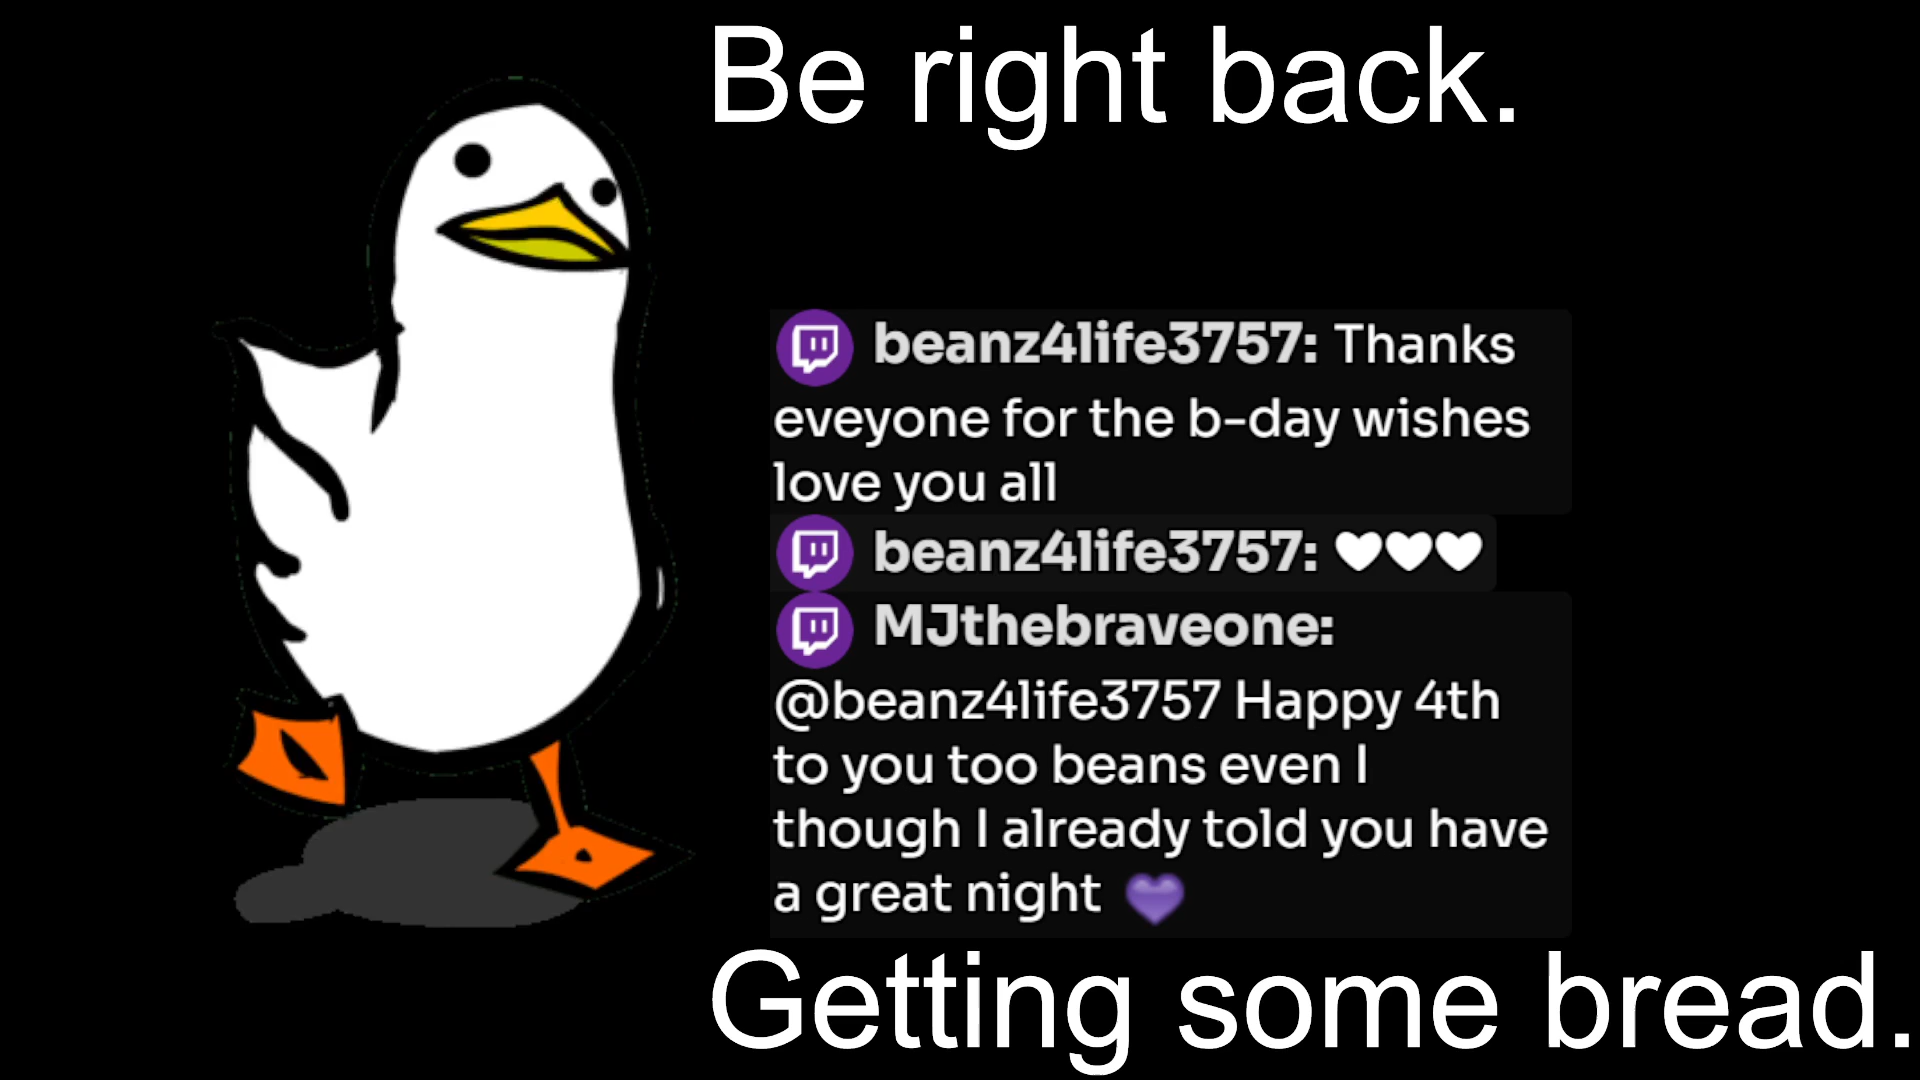 Be right back.
beanz4life3757: Thanks
eveyone for the b-day wishes
love you all
beanz4life3757: 🤍🤍🤍
MJthebraveone:
@beanz4life3757 Happy 4th
to you too beans even I
though I already told you have
a great night 💜
Getting some bread.